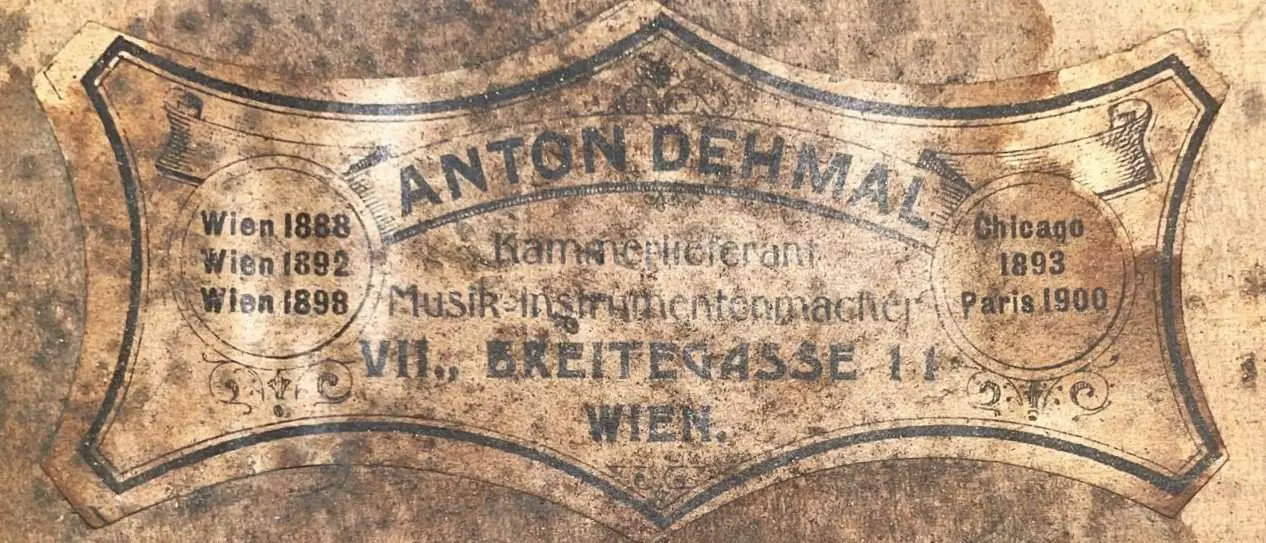 ANTON DEHMAL
Wien 1888
Wien 1892
Wien 1898
Kammerlieferant
Musik-Instrumentenmacher
VII., BREITEGASSE 11
WIEN.
Chicago
1893
Paris 1900